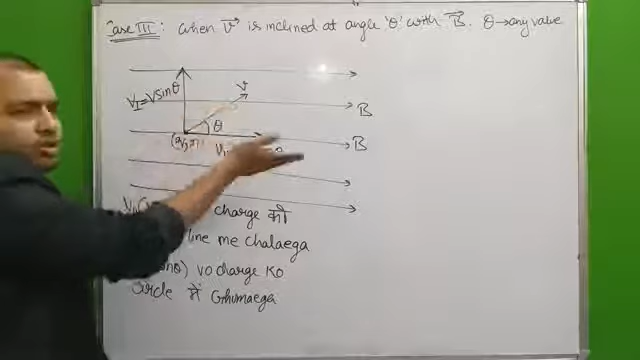 Case III : when V is inclined at angle 'θ' with B. θ→any value
V⊥=Vsinθ
v
B
θ
B
charge को
line me chalaega
vo charge Ko
Circle में Ghumaega